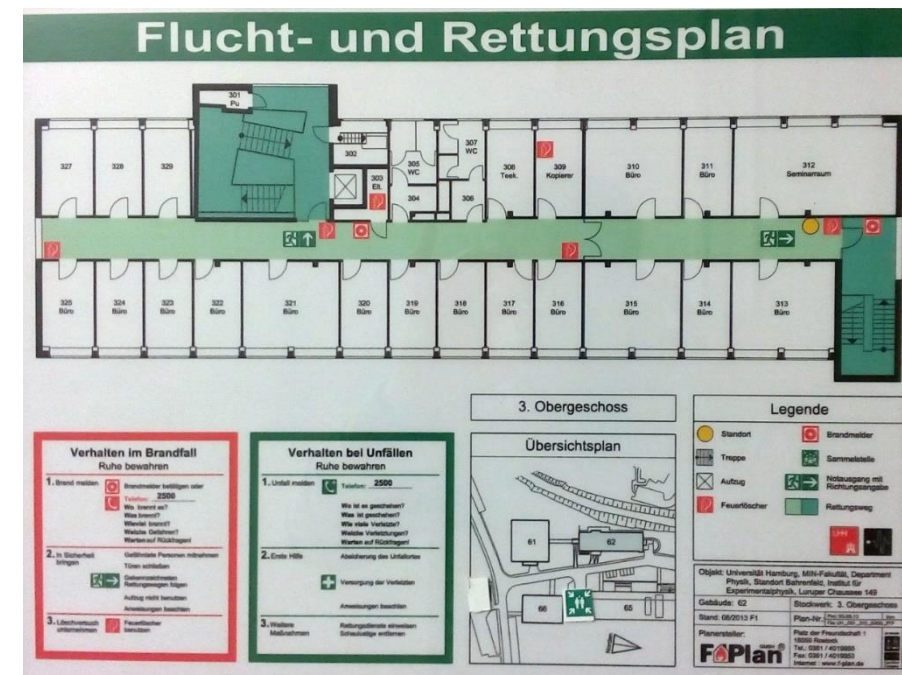 Flucht- und Rettungsplan
301
Pu
327
328
329
302
303
Ell.
305
WC
304
307
WC
306
308
Teek.
309
Kopierer
310
Büro
311
Büro
312
Seminarraum
325
Büro
324
Büro
323
Büro
322
Büro
321
Büro
320
Büro
319
Büro
318
Büro
317
Büro
316
Büro
315
Büro
314
Büro
313
Büro
Verhalten im Brandfall
Ruhe bewahren
1. Brand melden
Brandmelder betätigen oder
Telefon: 2500
Wo brennt es?
Was brennt?
Wieviel brennt?
Welche Gefahren?
Warten auf Rückfragen!
2. In Sicherheit
bringen
Gefährdete Personen mitnehmen
Türen schließen
Gekennzeichneten
Rettungswegen folgen
Aufzug nicht benutzen
Anweisungen beachten
3. Löschversuch
unternehmen
Feuerlöscher
benutzen
Verhalten bei Unfällen
Ruhe bewahren
1. Unfall melden
Telefon: 2500
Wo ist es geschehen?
Was ist geschehen?
Wie viele Verletzte?
Welche Verletzungen?
Warten auf Rückfragen!
2. Erste Hilfe
Absicherung des Unfallortes
Versorgung der Verletzten
Anweisungen beachten
3. Weitere
Maßnahmen
Rettungsdienste einweisen
Schaulustige entfernen
3. Obergeschoss
Übersichtsplan
61
62
66
65
Legende
Standort
Brandmelder
Treppe
Sammelstelle
Aufzug
Notausgang mit
Richtungsangabe
Feuerlöscher
Rettungsweg
Objekt: Universität Hamburg, MIN-Fakultät, Department
Physik, Standort Bahrenfeld, Institut für
Experimentalphysik, Luruper Chaussee 149
Gebäude: 62
Stockwerk: 3. Obergeschoss
Stand: 08/2013 F1
Plan-Nr.
Planersteller:
FPlan
Platz der Freundschaft 1
18059 Rostock
Tel.: 0381 /
Fax: 0381 /
Internet : www.f-plan.de